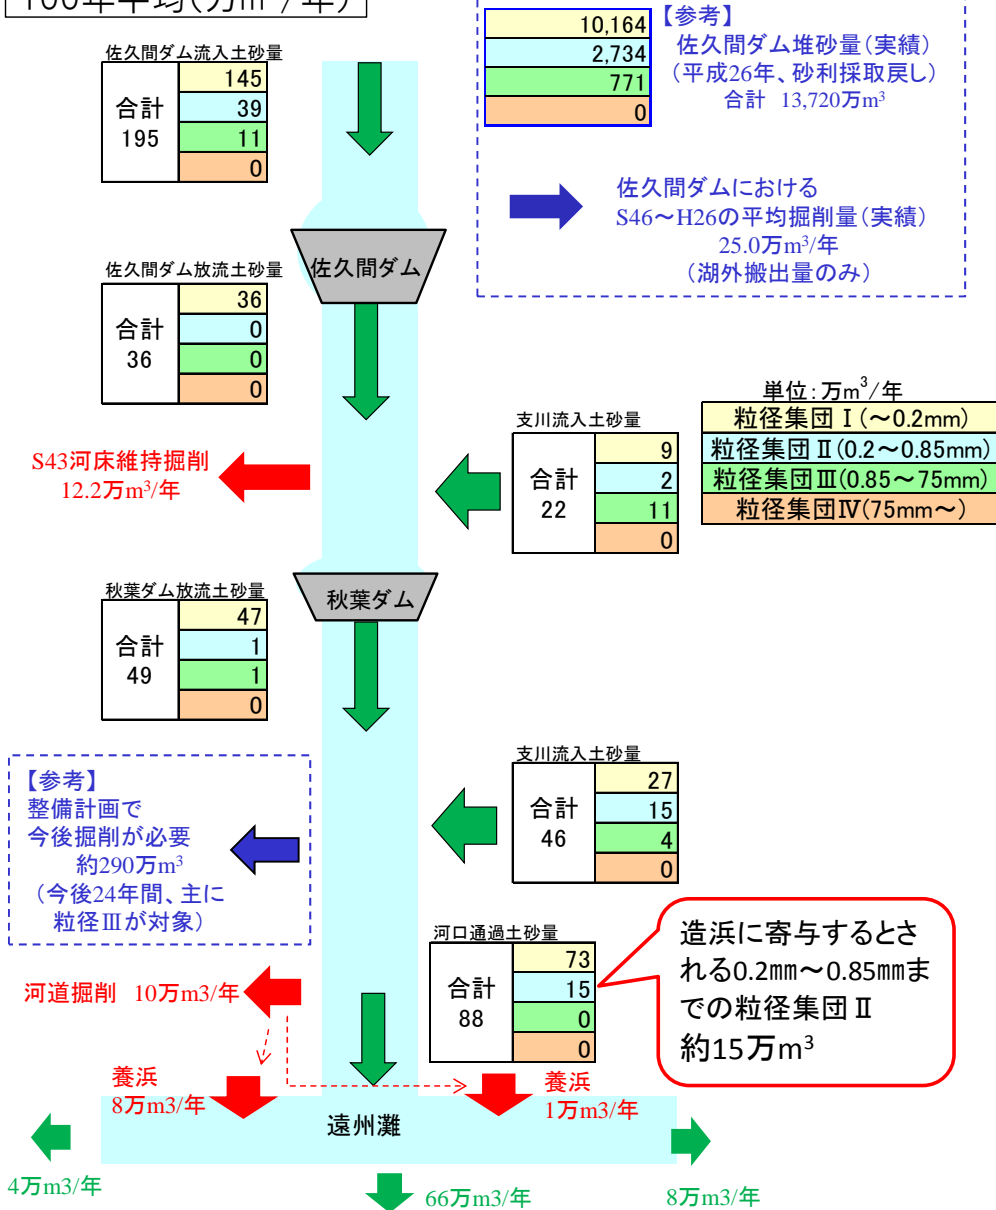 100年平均(万m³/年)
【参考】
10,164
2,734
771
0
佐久間ダム堆砂量(実績)
(平成26年、砂利採取戻し)
合計 13,720万m³
佐久間ダムにおける
S46～H26の平均掘削量(実績)
25.0万m³/年
(湖外搬出量のみ)
佐久間ダム流入土砂量
合計
195
145
39
11
0
佐久間ダム
佐久間ダム放流土砂量
合計
36
36
0
0
0
単位:万m³/年
粒径集団Ⅰ(～0.2mm)
粒径集団Ⅱ(0.2～0.85mm)
粒径集団Ⅲ(0.85～75mm)
粒径集団Ⅳ(75mm～)
支川流入土砂量
合計
22
9
2
11
0
S43河床維持掘削
12.2万m³/年
秋葉ダム
秋葉ダム放流土砂量
合計
49
47
1
1
0
支川流入土砂量
合計
46
27
15
4
0
【参考】
整備計画で
今後掘削が必要
約290万m³
(今後24年間、主に
粒径Ⅲが対象)
河口通過土砂量
合計
88
73
15
0
0
造浜に寄与するとさ
れる0.2㎜～0.85㎜ま
での粒径集団Ⅱ
約15万m³
河道掘削 10万m3/年
養浜
8万m3/年
養浜
1万m3/年
遠州灘
4万m3/年
66万m3/年
8万m3/年